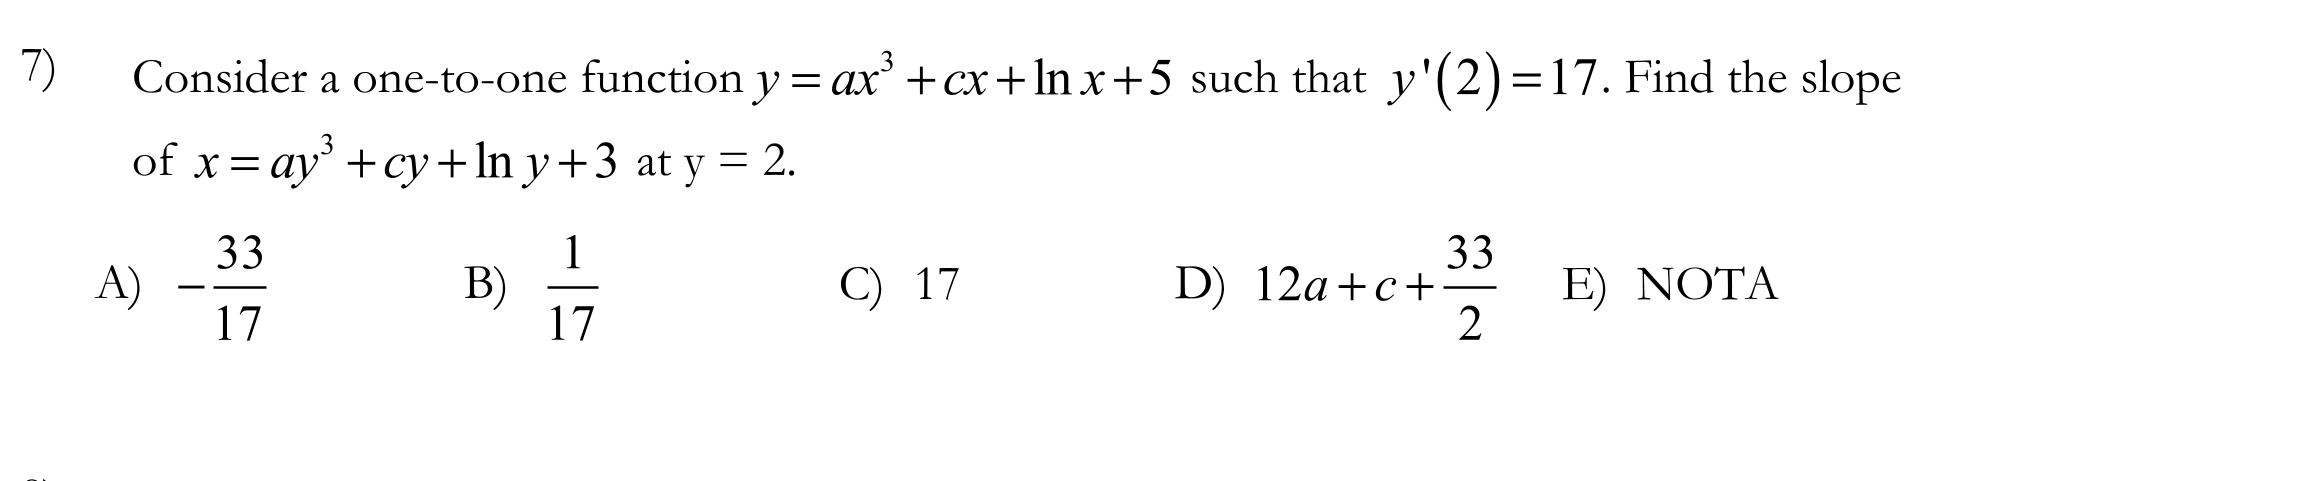 7) Consider a one-to-one function y = ax³ + cx + ln x + 5 such that y'(2) = 17. Find the slope
of x = ay³ + cy + ln y + 3 at y = 2.
A) -33/17 B) 1/17 C) 17 D) 12a + c + 33/2 E) NOTA